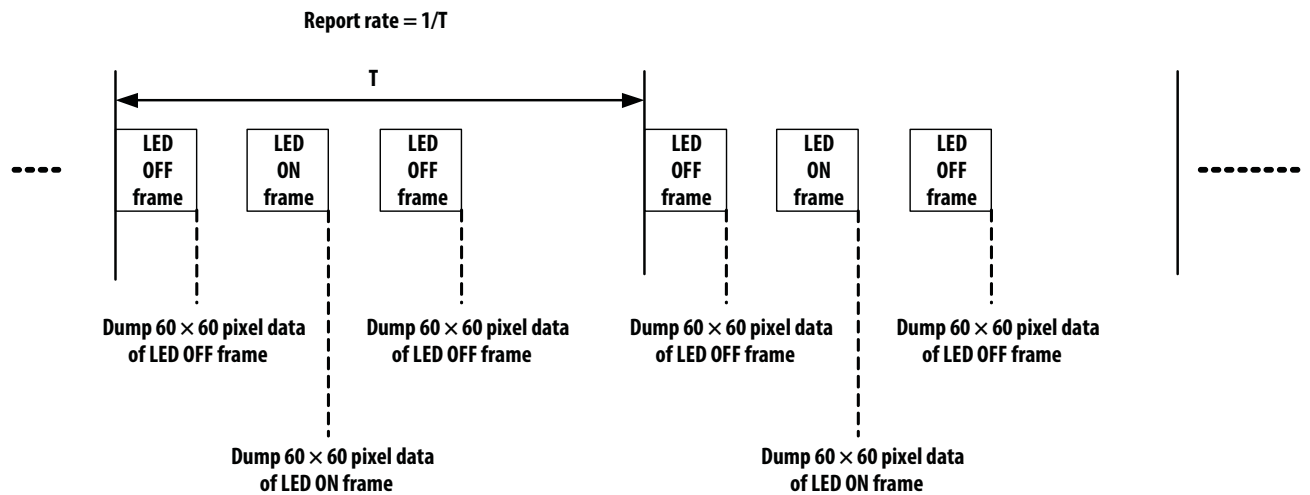 Report rate = 1/T
T
LED
OFF
frame
LED
ON
frame
LED
OFF
frame
LED
OFF
frame
LED
ON
frame
LED
OFF
frame
Dump 60 × 60 pixel data
of LED OFF frame
Dump 60 × 60 pixel data
of LED OFF frame
Dump 60 × 60 pixel data
of LED OFF frame
Dump 60 × 60 pixel data
of LED OFF frame
Dump 60 × 60 pixel data
of LED ON frame
Dump 60 × 60 pixel data
of LED ON frame